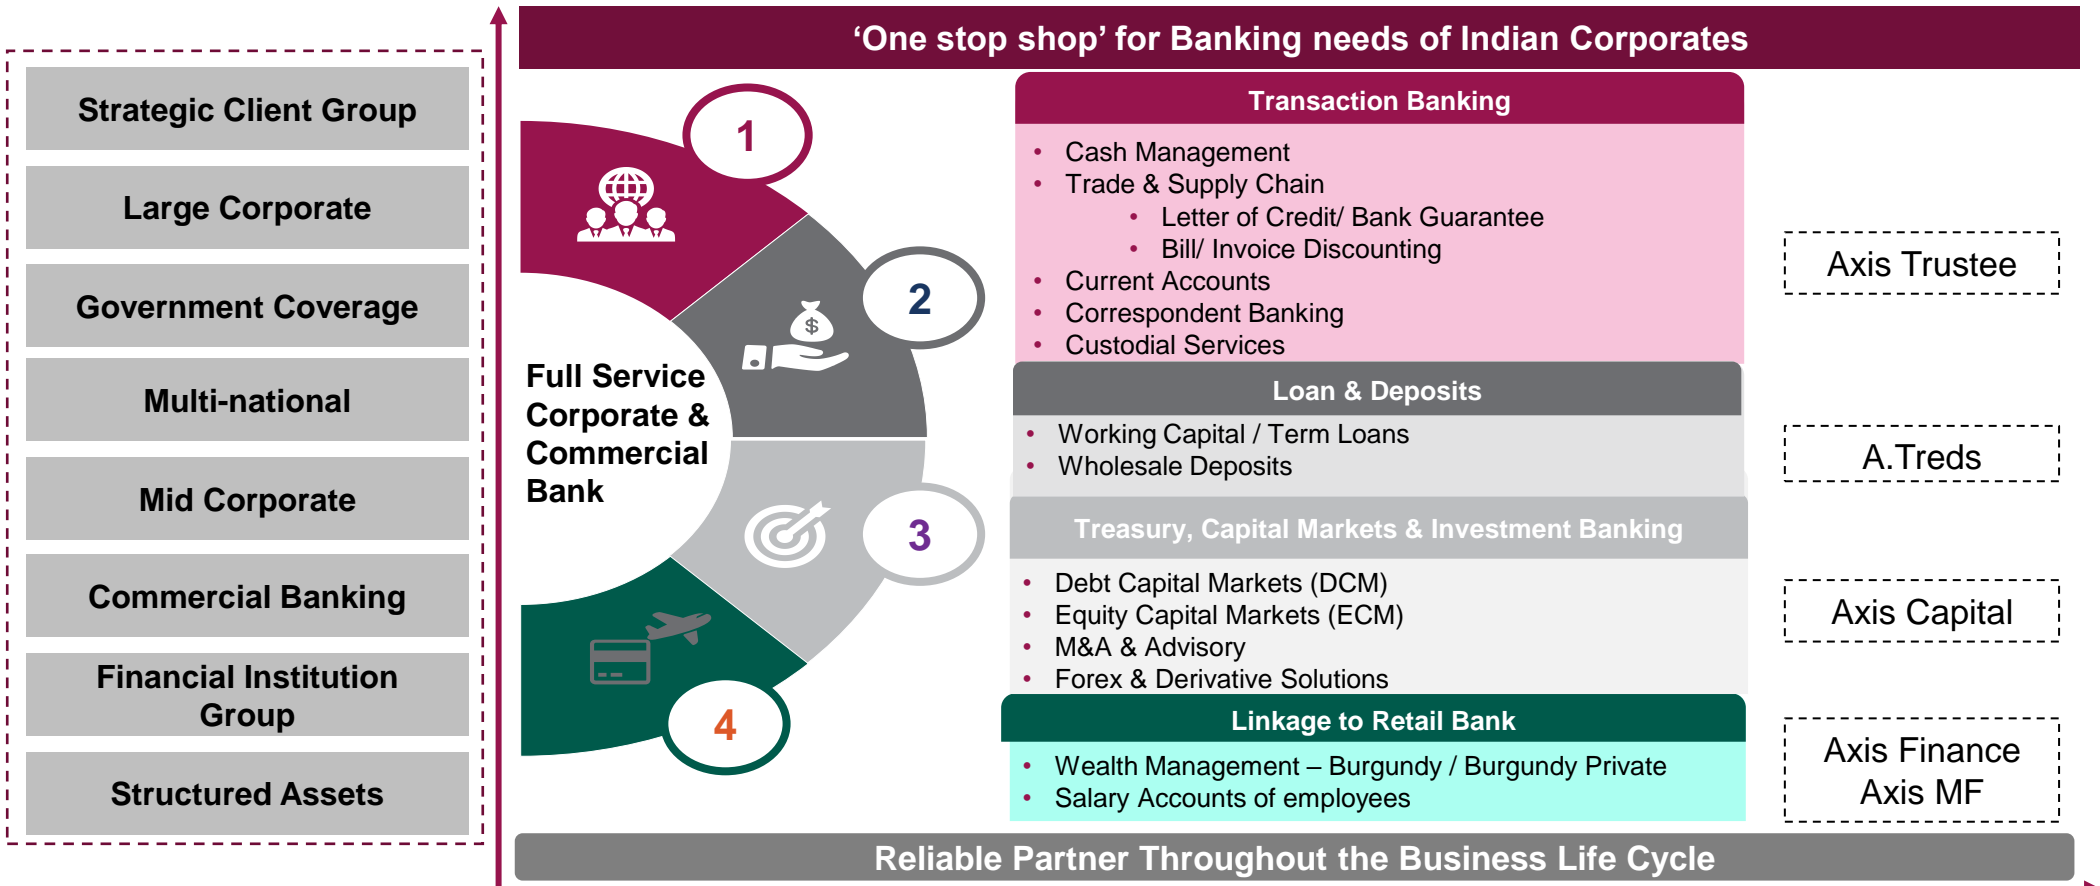 ‘One stop shop’ for Banking needs of Indian Corporates
Strategic Client Group
Large Corporate
Government Coverage
Multi-national
Mid Corporate
Commercial Banking
Financial Institution
Group
Structured Assets
Full Service
Corporate &
Commercial
Bank
1
2
3
4
Transaction Banking
• Cash Management
• Trade & Supply Chain
• Letter of Credit/ Bank Guarantee
• Bill/ Invoice Discounting
• Current Accounts
• Correspondent Banking
• Custodial Services
Loan & Deposits
• Working Capital / Term Loans
• Wholesale Deposits
Treasury, Capital Markets & Investment Banking
• Debt Capital Markets (DCM)
• Equity Capital Markets (ECM)
• M&A & Advisory
• Forex & Derivative Solutions
Linkage to Retail Bank
• Wealth Management – Burgundy / Burgundy Private
• Salary Accounts of employees
Axis Trustee
A.Treds
Axis Capital
Axis Finance
Axis MF
Reliable Partner Throughout the Business Life Cycle